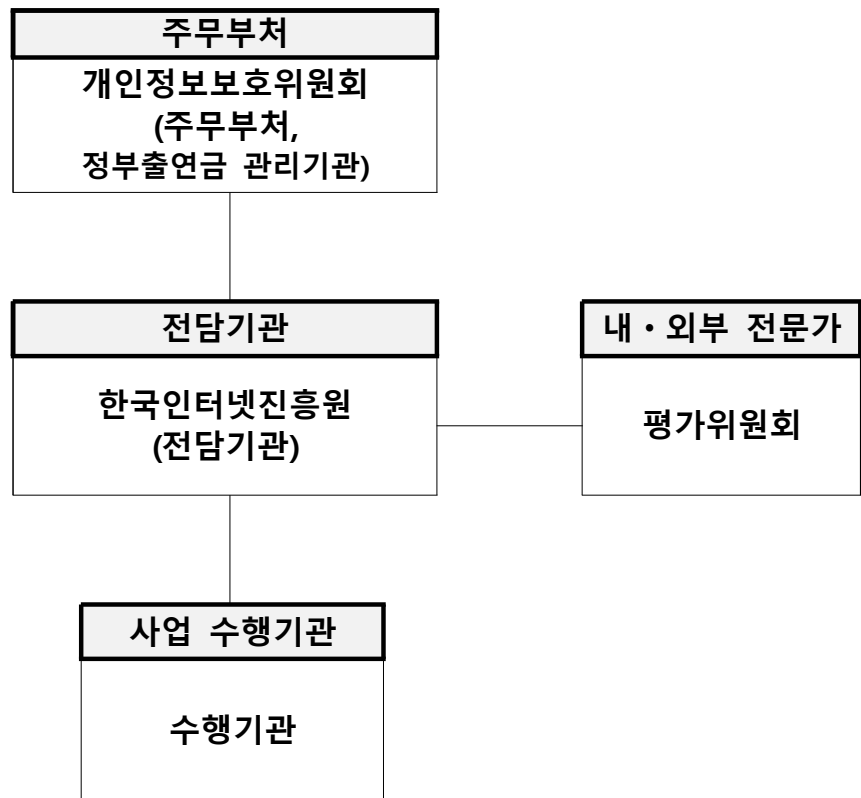 주무부처
개인정보보호위원회
(주무부처,
정부출연금 관리기관)
전담기관
내・외부 전문가
한국인터넷진흥원
(전담기관)
평가위원회
사업 수행기관
수행기관